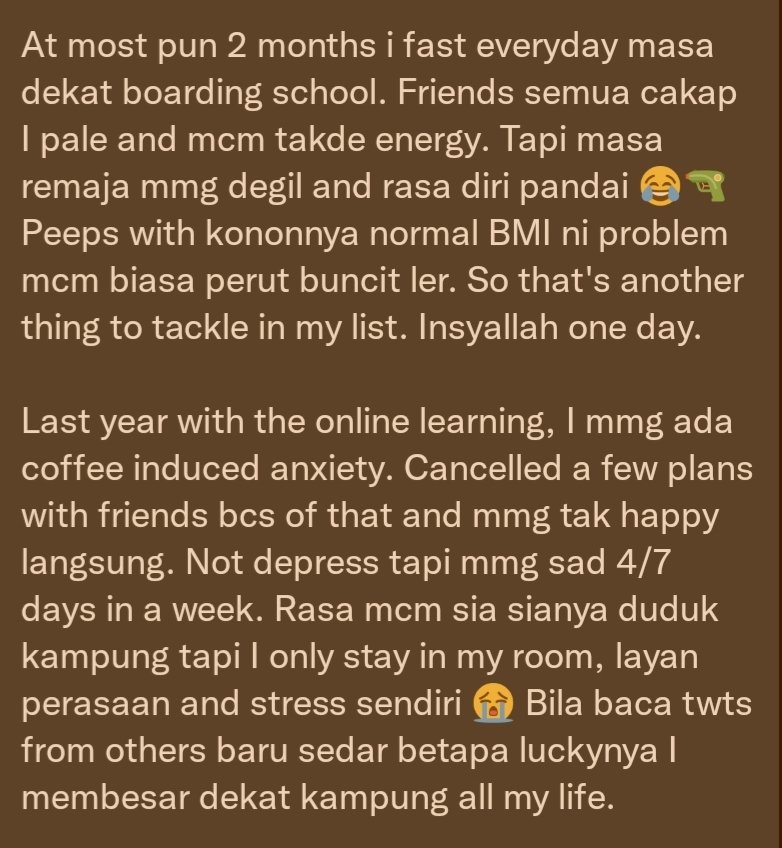 At most pun 2 months i fast everyday masa
dekat boarding school. Friends semua cakap
I pale and mcm takde energy. Tapi masa
remaja mmg degil and rasa diri pandai 😂🔫
Peeps with kononnya normal BMI ni problem
mcm biasa perut buncit ler. So that's another
thing to tackle in my list. Insyallah one day.
Last year with the online learning, I mmg ada
coffee induced anxiety. Cancelled a few plans
with friends bcs of that and mmg tak happy
langsung. Not depress tapi mmg sad 4/7
days in a week. Rasa mcm sia sianya duduk
kampung tapi I only stay in my room, layan
perasaan and stress sendiri 😭 Bila baca twts
from others baru sedar betapa luckynya I
membesar dekat kampung all my life.